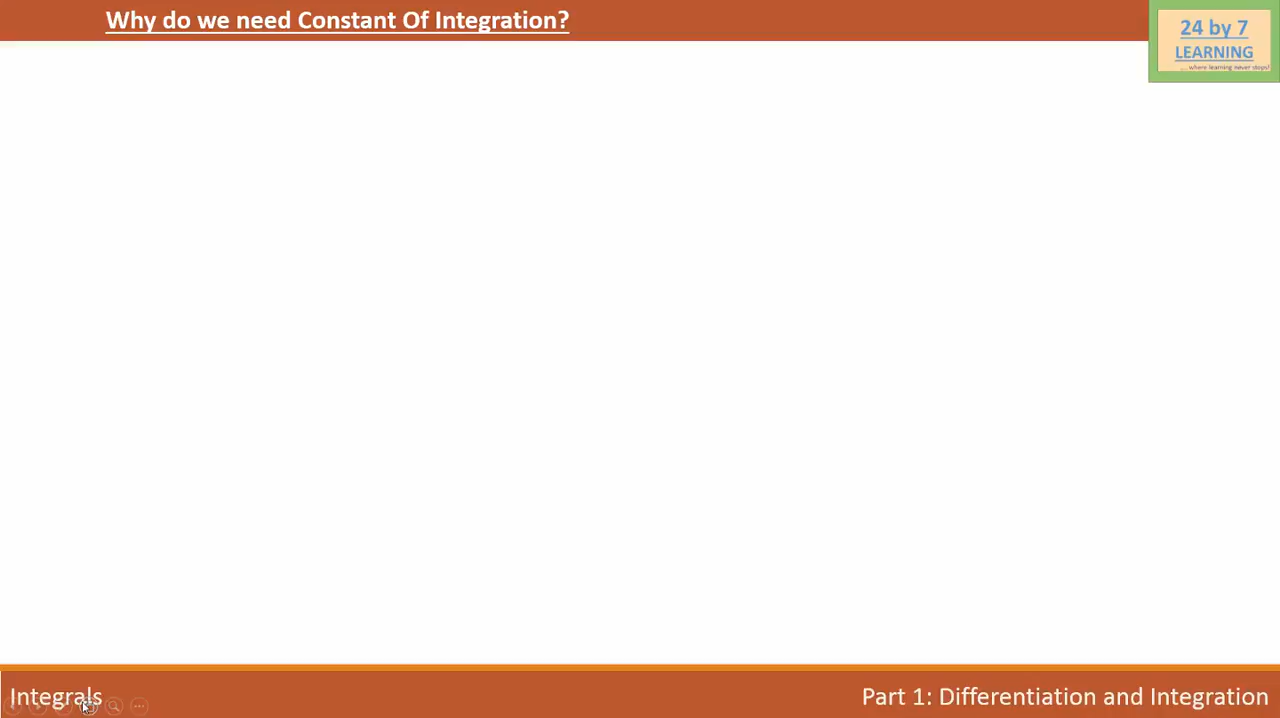 Why do we need Constant Of Integration?
24 by 7
LEARNING
....where learning never stops!
Integrals
Part 1: Differentiation and Integration